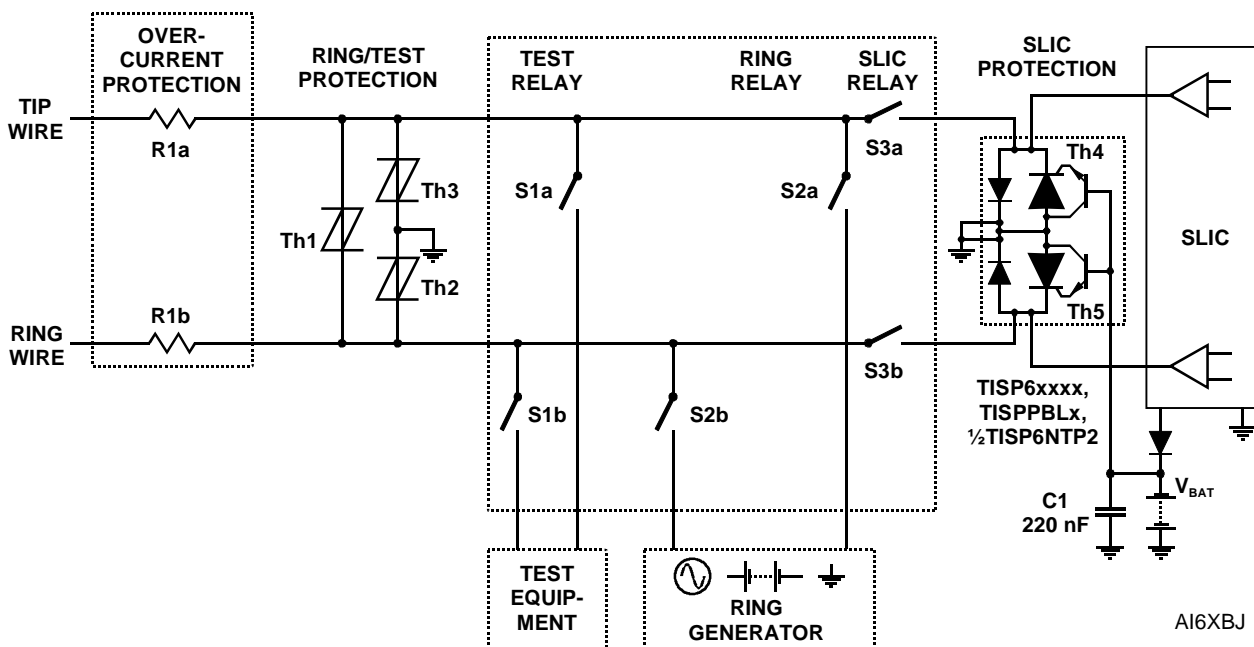 OVER-
CURRENT
PROTECTION
RING/TEST
PROTECTION
TEST
RELAY
RING
RELAY
SLIC
RELAY
SLIC
PROTECTION
TIP
WIRE
R1a
S3a
Th4
Th3
S1a
S2a
Th1
SLIC
Th2
Th5
RING
WIRE
R1b
S3b
S1b
S2b
TISP6xxxx,
TISPPBLx,
½TISP6NTP2
VBAT
C1
220 nF
TEST
EQUIP-
MENT
RING
GENERATOR
AI6XBJ